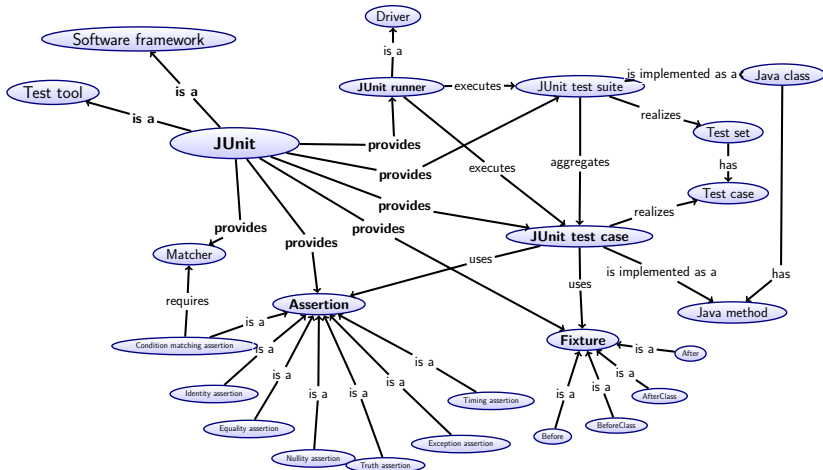 Driver
Software framework
is a
is implemented as a
Java class
Test tool
is a
JUnit runner
executes
JUnit test suite
is a
realizes
Test set
JUnit
provides
provides
executes
aggregates
has
Test case
provides
realizes
provides
provides
provides
JUnit test case
provides
Matcher
uses
is implemented as a
has
uses
requires
Assertion
Java method
is a
Fixture
Condition matching assertion
is a
is a
After
is a
is a
is a
is a
is a
is a
is a
is a
Identity assertion
Timing assertion
AfterClass
Equality assertion
BeforeClass
Before
Exception assertion
Nullity assertion
Truth assertion